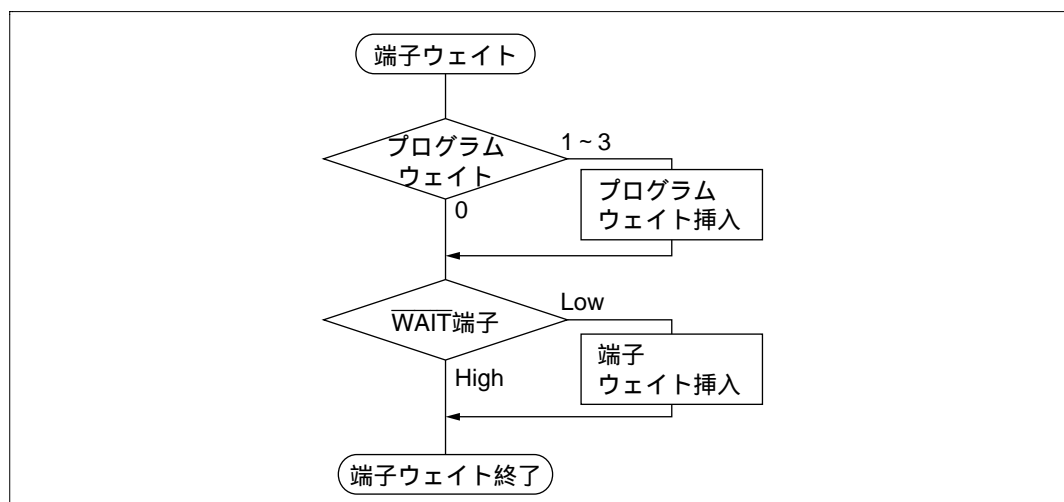 端子ウェイト
プログラム
ウェイト
1 ~ 3
0
プログラム
ウェイト挿入
WAIT端子
Low
High
端子
ウェイト挿入
端子ウェイト終了